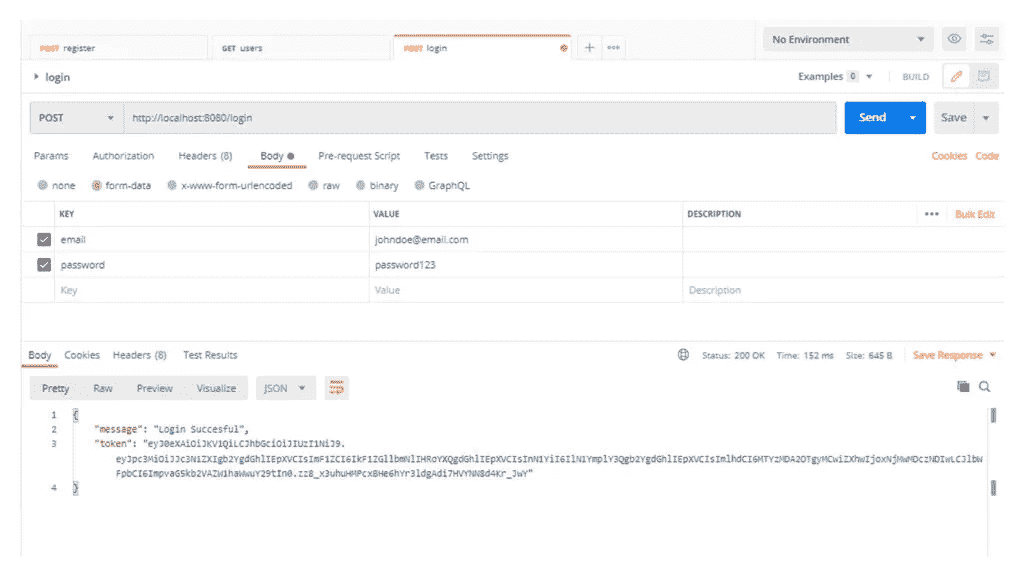 POST register
GET users
POST login
No Environment
login
Examples 0
BUILD
POST
http://localhost:8080/login
Send
Save
Params
Authorization
Headers (8)
Body
Pre-request Script
Tests
Settings
Cookies
Code
none
form-data
x-www-form-urlencoded
raw
binary
GraphQL
KEY
VALUE
DESCRIPTION
Bulk Edit
email
johndoe@email.com
password
password123
Key
Value
Description
Body
Cookies
Headers (8)
Test Results
Status: 200 OK
Time: 152 ms
Size: 645 B
Save Response
Pretty
Raw
Preview
Visualize
JSON
1 {
2 "message": "Login Succesful",
3 "token": "eyJ0eXAiOiJKV1QiLCJhbGciOiJIUzI1NiJ9.
4 }